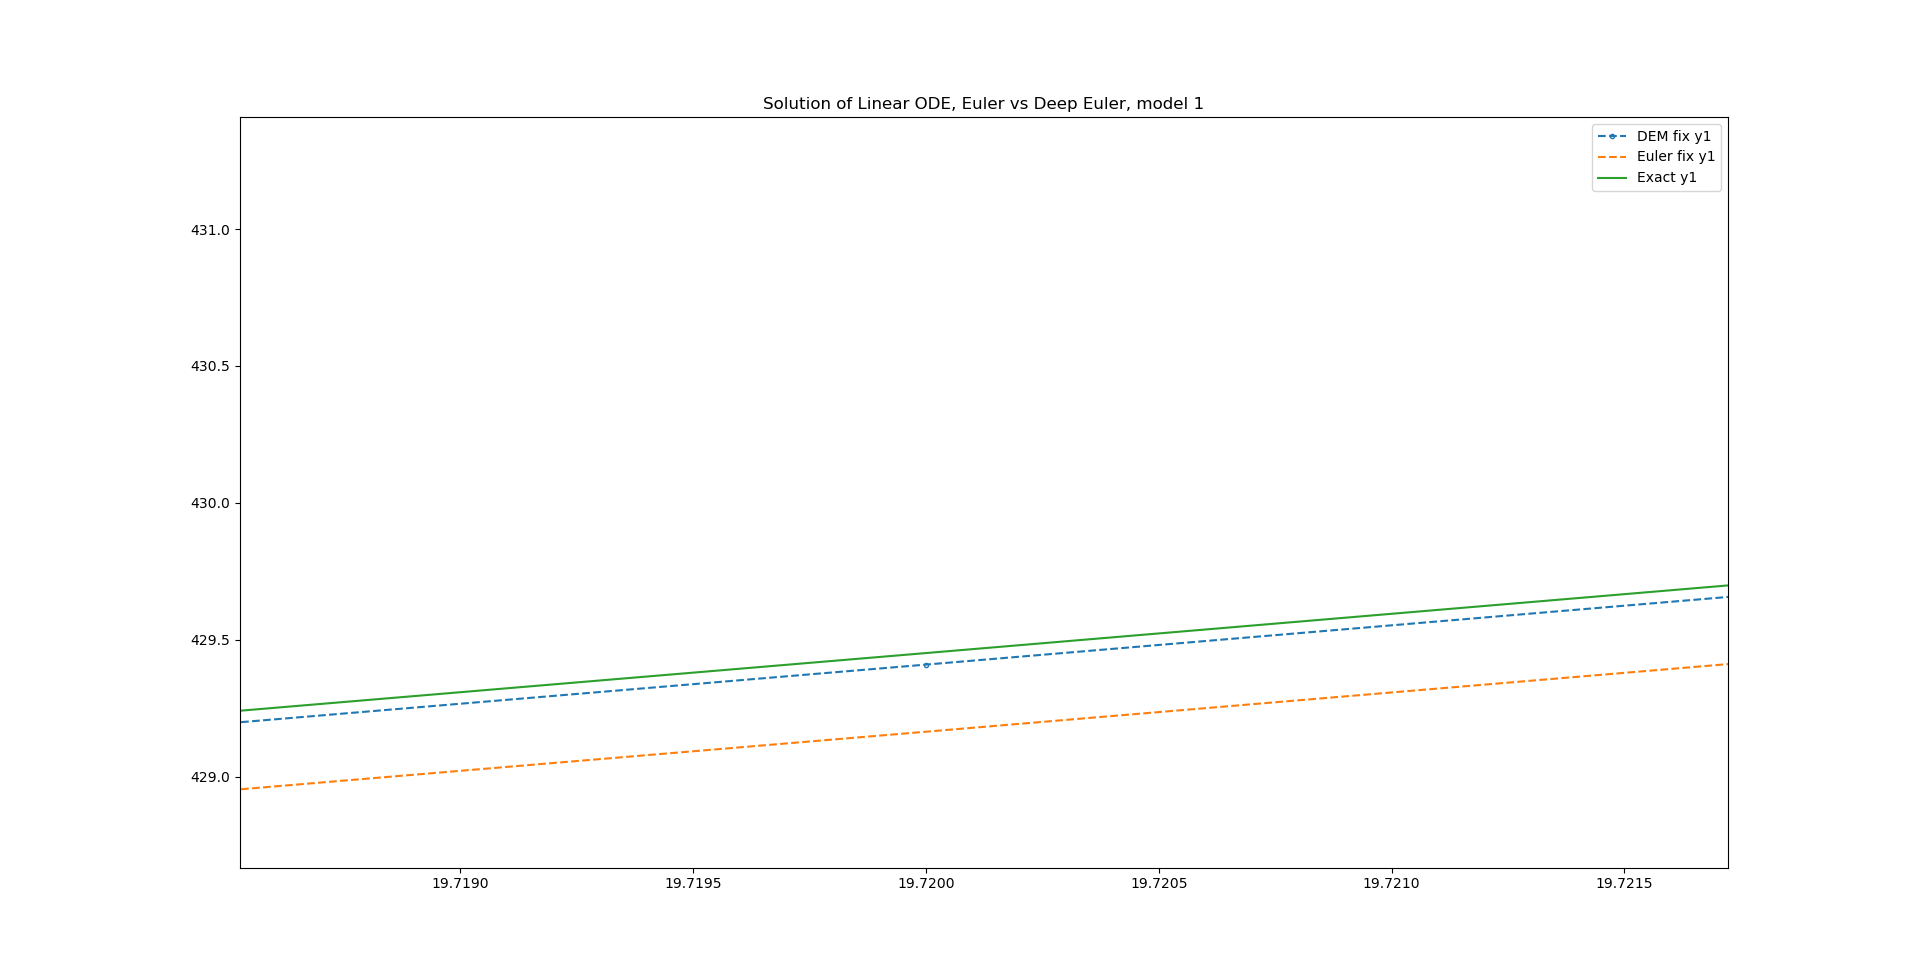 Solution of Linear ODE, Euler vs Deep Euler, model 1
DEM fix y1
Euler fix y1
Exact y1
431.0
430.5
430.0
429.5
429.0
19.7190 19.7195 19.7200 19.7205 19.7210 19.7215